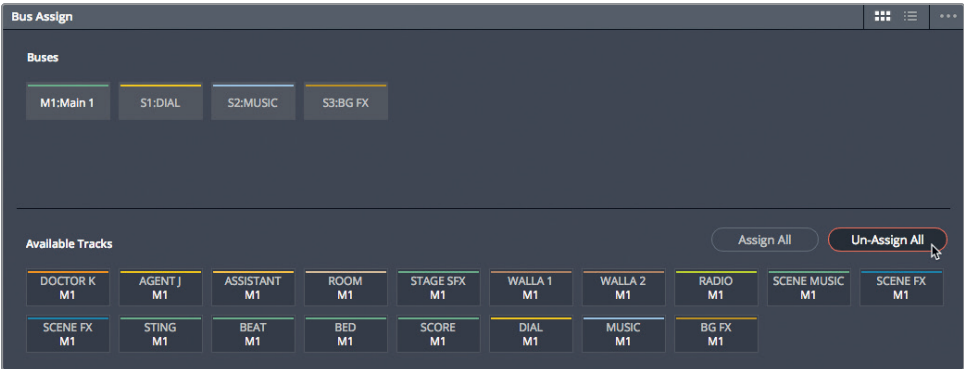 Bus Assign
Buses
M1:Main 1 S1:DIAL S2:MUSIC S3:BG FX
Available Tracks Assign All Un-Assign All
DOCTOR K AGENT J ASSISTANT ROOM STAGE SFX WALLA 1 WALLA 2 RADIO SCENE MUSIC SCENE FX
M1 M1 M1 M1 M1 M1 M1 M1 M1 M1
SCENE FX STING BEAT BED SCORE DIAL MUSIC BG FX
M1 M1 M1 M1 M1 M1 M1 M1